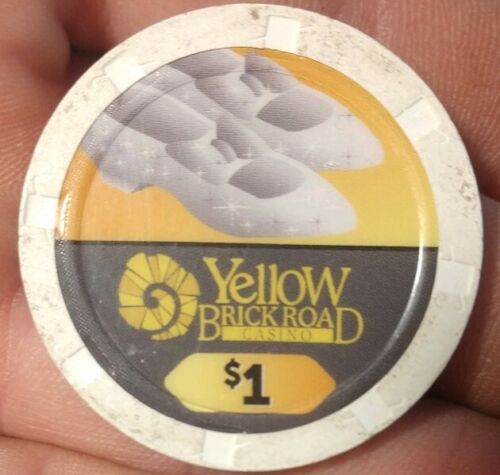 Yellow
BRICK ROAD
CASINO
$1